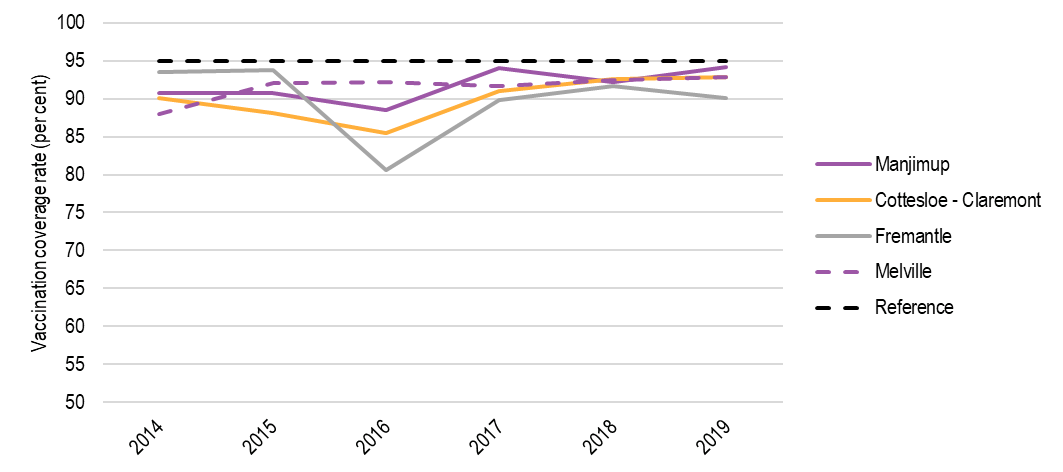 Vaccination coverage rate (per cent)
100
95
90
85
80
75
70
65
60
55
50
2014
2015
2016
2017
2018
2019
Manjimup
Cottesloe - Claremont
Fremantle
Melville
Reference